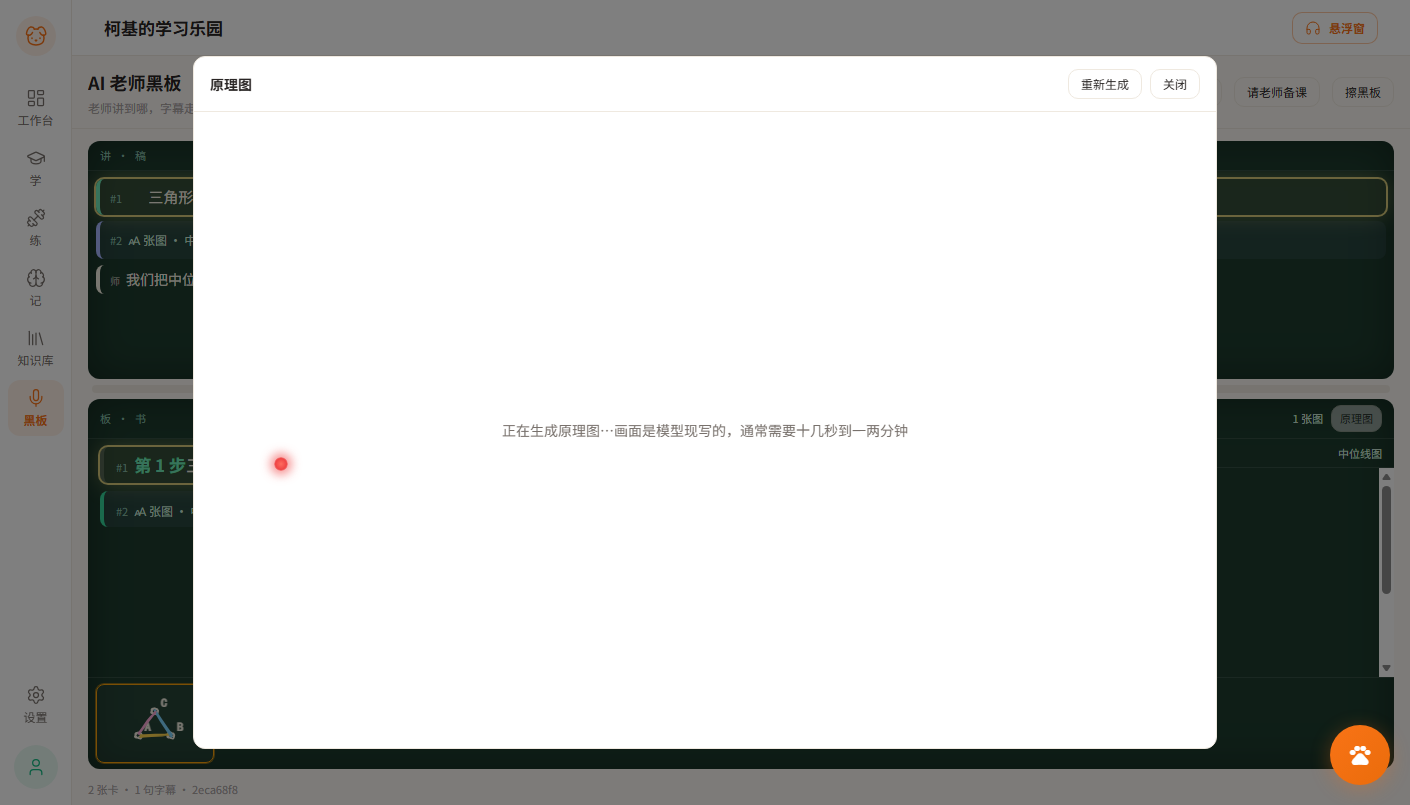 柯基的学习乐园
悬浮窗
工作台
学
练
记
知识库
黑板
设置
AI 老师黑板
老师讲到哪，字幕走
请老师备课
擦黑板
原理图
重新生成
关闭
讲 · 稿
#1 三角形
#2 AA 张图 · 中
师 我们把中位
正在生成原理图…画面是模型现写的，通常需要十几秒到一两分钟
板 · 书
1 张图
原理图
中位线图
#1 第 1 步三
#2 AA 张图 ·
C
A
B
2 张卡 · 1 句字幕 · 2eca68f8